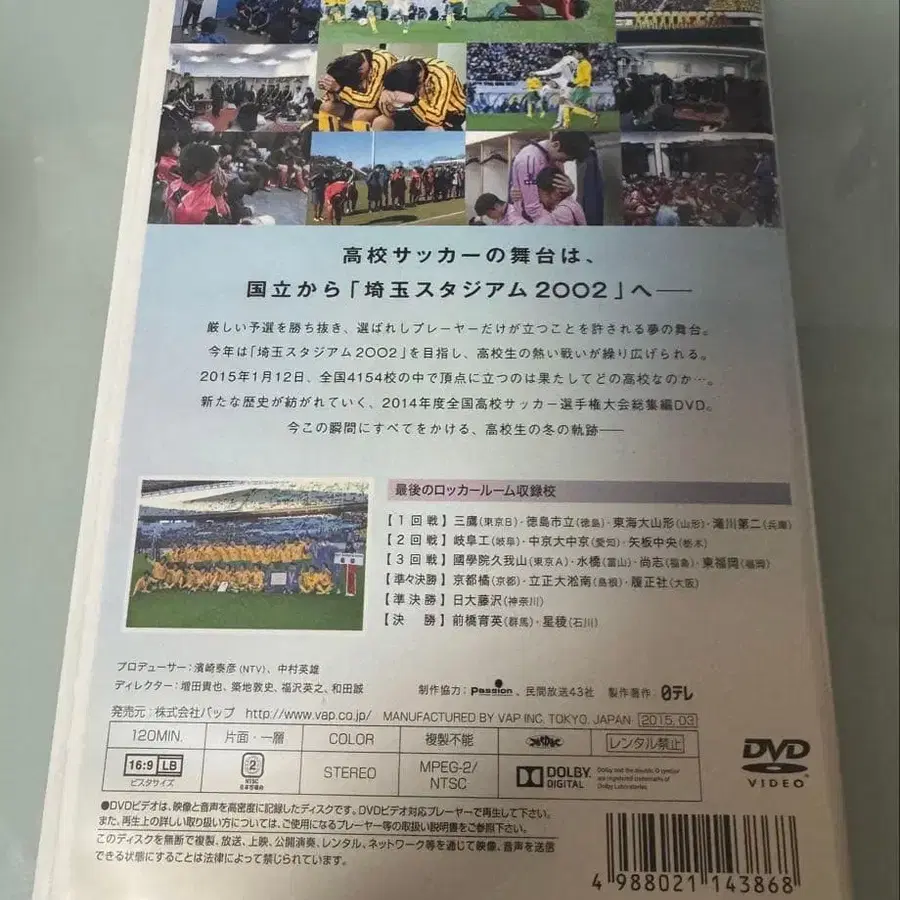 高校サッカーの舞台は、
国立から「埼玉スタジアム2002」へ──
厳しい予選を勝ち抜き、選ばれしプレーヤーだけが立つことを許される夢の舞台。
今年は「埼玉スタジアム2002」を目指し、高校生の熱い戦いが繰り広げられる。
2015年1月12日、全国4154校の中で頂点に立つのは果たしてどの高校なのか…。
新たな歴史が紡がれていく、2014年度全国高校サッカー選手権大会総集編DVD。
今この瞬間にすべてをかける、高校生の冬の軌跡──
最後のロッカールーム収録校
【1回戦】三鷹(東京B)・徳島市立(徳島)・東海大山形(山形)・滝川第二(兵庫)
【2回戦】岐阜工(岐阜)・中京大中京(愛知)・矢板中央(栃木)
【3回戦】國學院久我山(東京A)・水橋(富山)・尚志(福島)・東福岡(福岡)
【準々決勝】京都橘(京都)・立正大淞南(島根)・履正社(大阪)
【準決勝】日大藤沢(神奈川)
【決　勝】前橋育英(群馬)・星稜(石川)
プロデューサー：濱崎泰彦(NTV)、中村英雄
ディレクター：増田貴也、築地敦史、福沢英之、和田誠
制作協力：Passion、民間放送43社 製作著作：日テレ
発売元：株式会社バップ http://www.vap.co.jp/ MANUFACTURED BY VAP INC. TOKYO, JAPAN 2015.03
120MIN. 片面・一層 COLOR 複製不能 レンタル禁止
16:9 LB ビスタサイズ 2 NTSC 日本市場向 STEREO MPEG-2/NTSC DOLBY DIGITAL
Dolby and the double-D symbol are registered trademarks of Dolby Laboratories.
DVD VIDEO
●DVDビデオは、映像と音声を高密度に記録したディスクです。DVDビデオ対応プレーヤーで再生して下さい。
また、再生上の詳しい取り扱い方については、ご使用になるプレーヤー等の取扱い説明書をご参照下さい。
このディスクを無断で複製、放送、上映、公開演奏、レンタル、ネットワーク等を通じて映像、音声を送信
できる状態にすることは法律によって禁じられています。
4 988021 143868